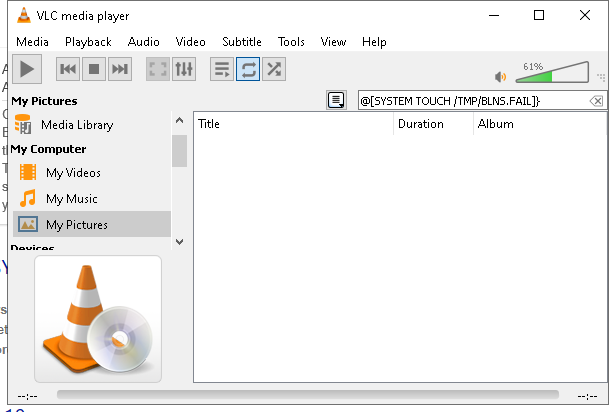 VLC media player
Media Playback Audio Video Subtitle Tools View Help
61%
My Pictures
@[SYSTEM TOUCH /TMP/BLNS.FAIL]}
Media Library
Title Duration Album
My Computer
My Videos
My Music
My Pictures
Devices
--:-- --:--